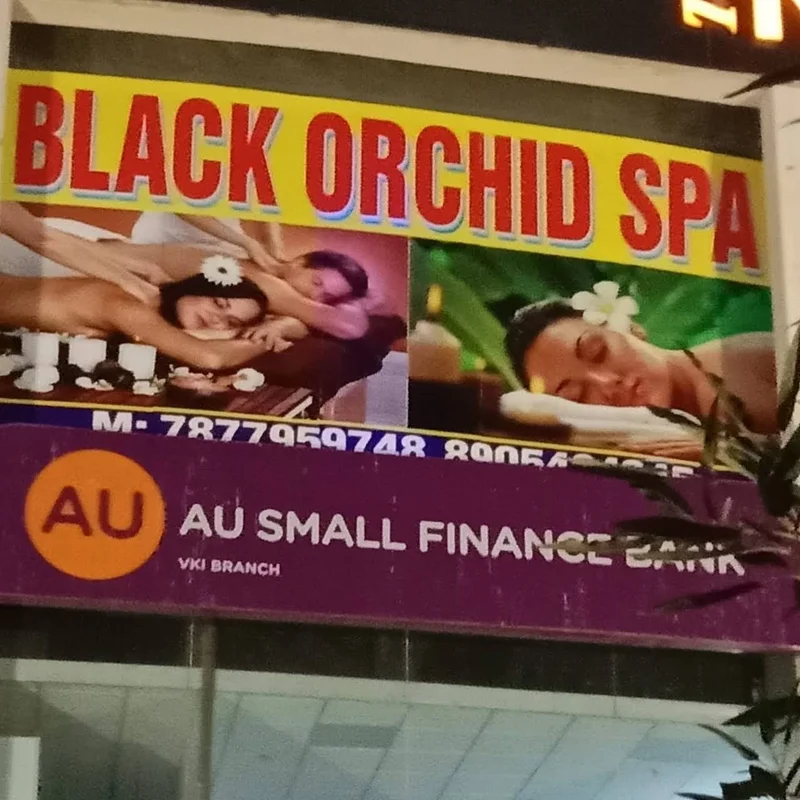 BLACK ORCHID SPA
M: 7877959748
AU
AU SMALL FINANCE BANK
VKI BRANCH